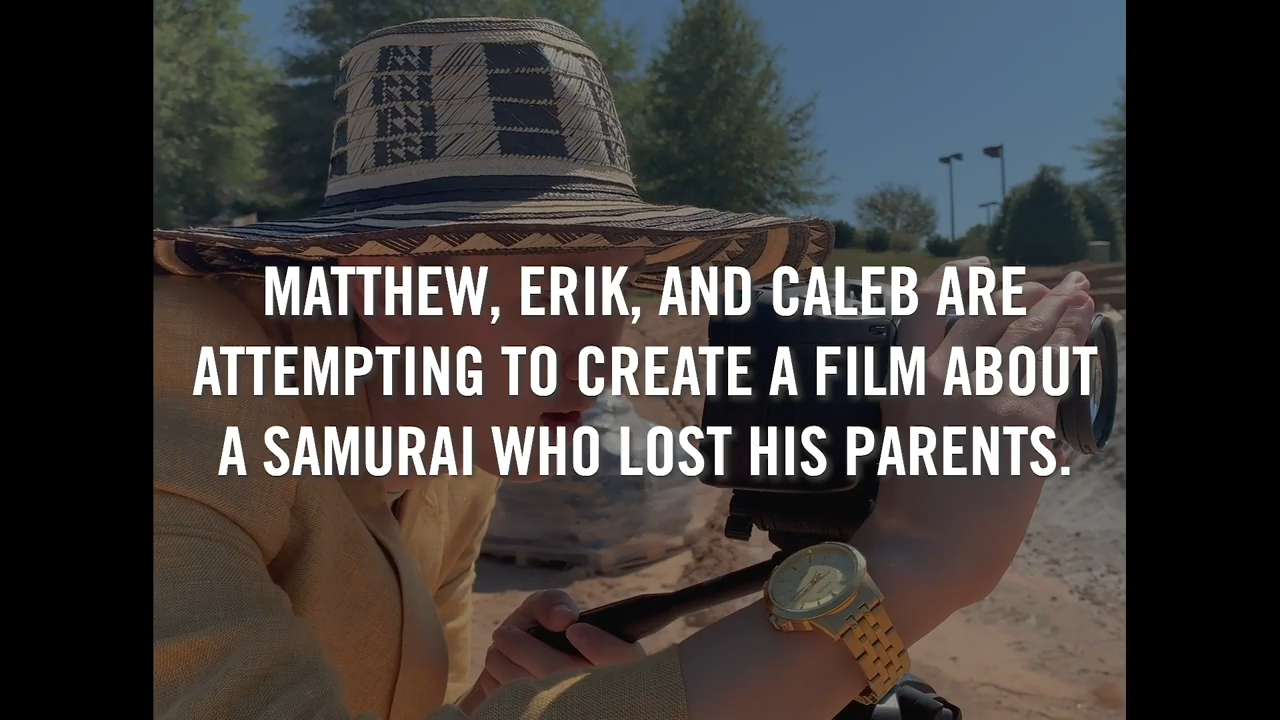 MATTHEW, ERIK, AND CALEB ARE
ATTEMPTING TO CREATE A FILM ABOUT
A SAMURAI WHO LOST HIS PARENTS.